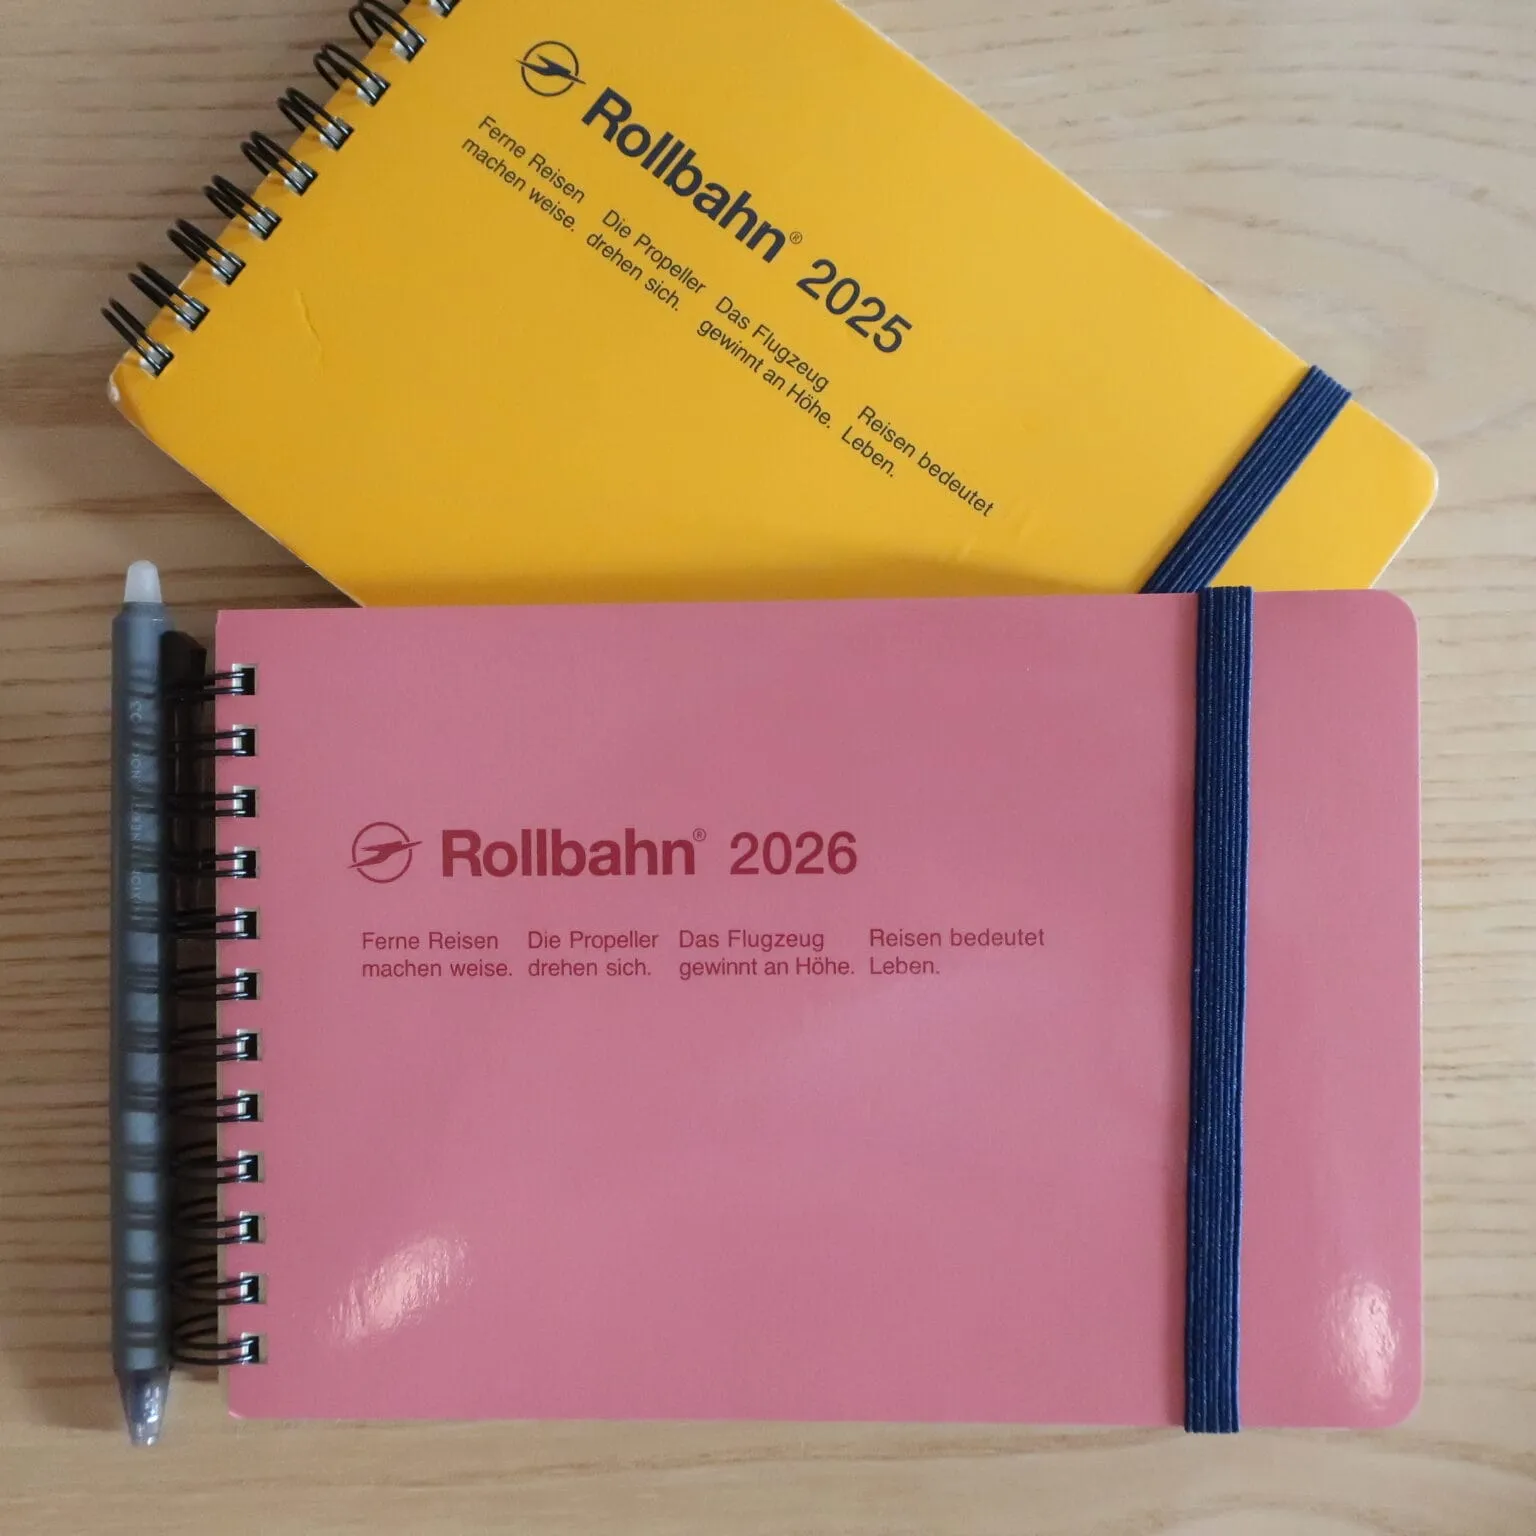 Rollbahn® 2025
Ferne Reisen Die Propeller Das Flugzeug Reisen bedeutet
machen weise. drehen sich. gewinnt an Höhe. Leben.
Rollbahn® 2026
Ferne Reisen Die Propeller Das Flugzeug Reisen bedeutet
machen weise. drehen sich. gewinnt an Höhe. Leben.